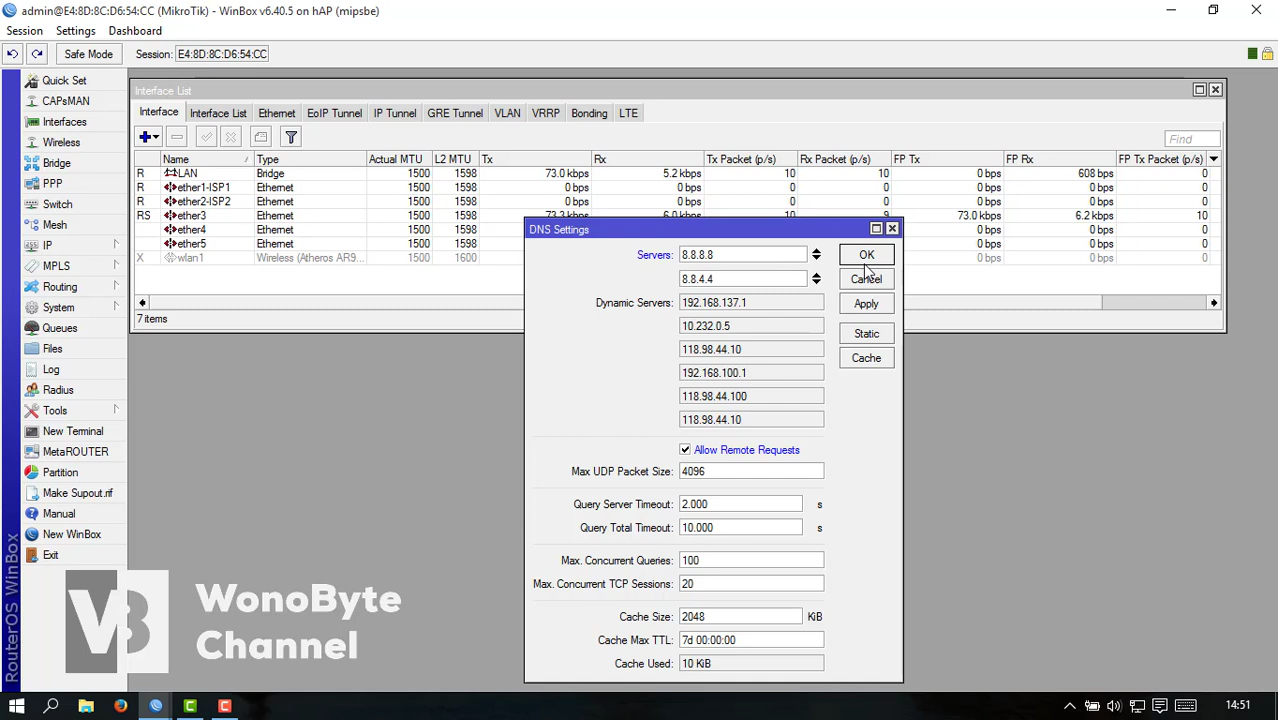 admin@E4:8D:8C:D6:54:CC (MikroTik) - WinBox v6.40.5 on hAP (mipsbe)
Session Settings Dashboard
Safe Mode Session: E4:8D:8C:D6:54:CC
Quick Set
CAPsMAN
Interfaces
Wireless
Bridge
PPP
Switch
Mesh
IP
MPLS
Routing
System
Queues
Files
Log
Radius
Tools
New Terminal
MetaROUTER
Partition
Make Supout.rif
Manual
New WinBox
Exit
RouterOS WinBox
Interface List
Interface Interface List Ethernet EoIP Tunnel IP Tunnel GRE Tunnel VLAN VRRP Bonding LTE
Find
Name Type Actual MTU L2 MTU Tx Rx Tx Packet (p/s) Rx Packet (p/s) FP Tx FP Rx FP Tx Packet (p/s)
R LAN Bridge 1500 1598 73.0 kbps 5.2 kbps 10 10 0 bps 608 bps 0
R ether1-ISP1 Ethernet 1500 1598 0 bps 0 bps 0 0 0 bps 0 bps 0
R ether2-ISP2 Ethernet 1500 1598 0 bps 0 bps 0 0 0 bps 0 bps 0
RS ether3 Ethernet 1500 1598 73.3 kbps 6.0 kbps 10 9 73.0 kbps 6.2 kbps 10
ether4 Ethernet 1500 1598 0 bps 0 bps 0
ether5 Ethernet 1500 1598 0 bps 0 bps 0
X wlan1 Wireless (Atheros AR9... 1500 1600 0 bps 0 bps 0
7 items
DNS Settings
Servers: 8.8.8.8
8.8.4.4
Dynamic Servers: 192.168.137.1
10.232.0.5
118.98.44.10
192.168.100.1
118.98.44.100
118.98.44.10
Allow Remote Requests
Max UDP Packet Size: 4096
Query Server Timeout: 2.000 s
Query Total Timeout: 10.000 s
Max. Concurrent Queries: 100
Max. Concurrent TCP Sessions: 20
Cache Size: 2048 KiB
Cache Max TTL: 7d 00:00:00
Cache Used: 10 KiB
OK
Cancel
Apply
Static
Cache
WonoByte
Channel
14:51